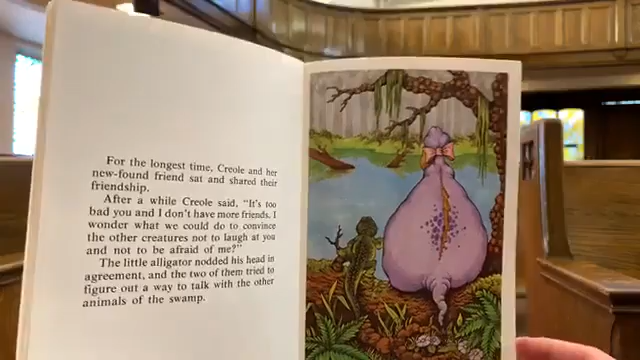 For the longest time, Creole and her
new-found friend sat and shared their
friendship.
After a while Creole said, "It's too
bad you and I don't have more friends. I
wonder what we could do to convince
the other creatures not to laugh at you
and not to be afraid of me?"
The little alligator nodded his head in
agreement, and the two of them tried to
figure out a way to talk with the other
animals of the swamp.